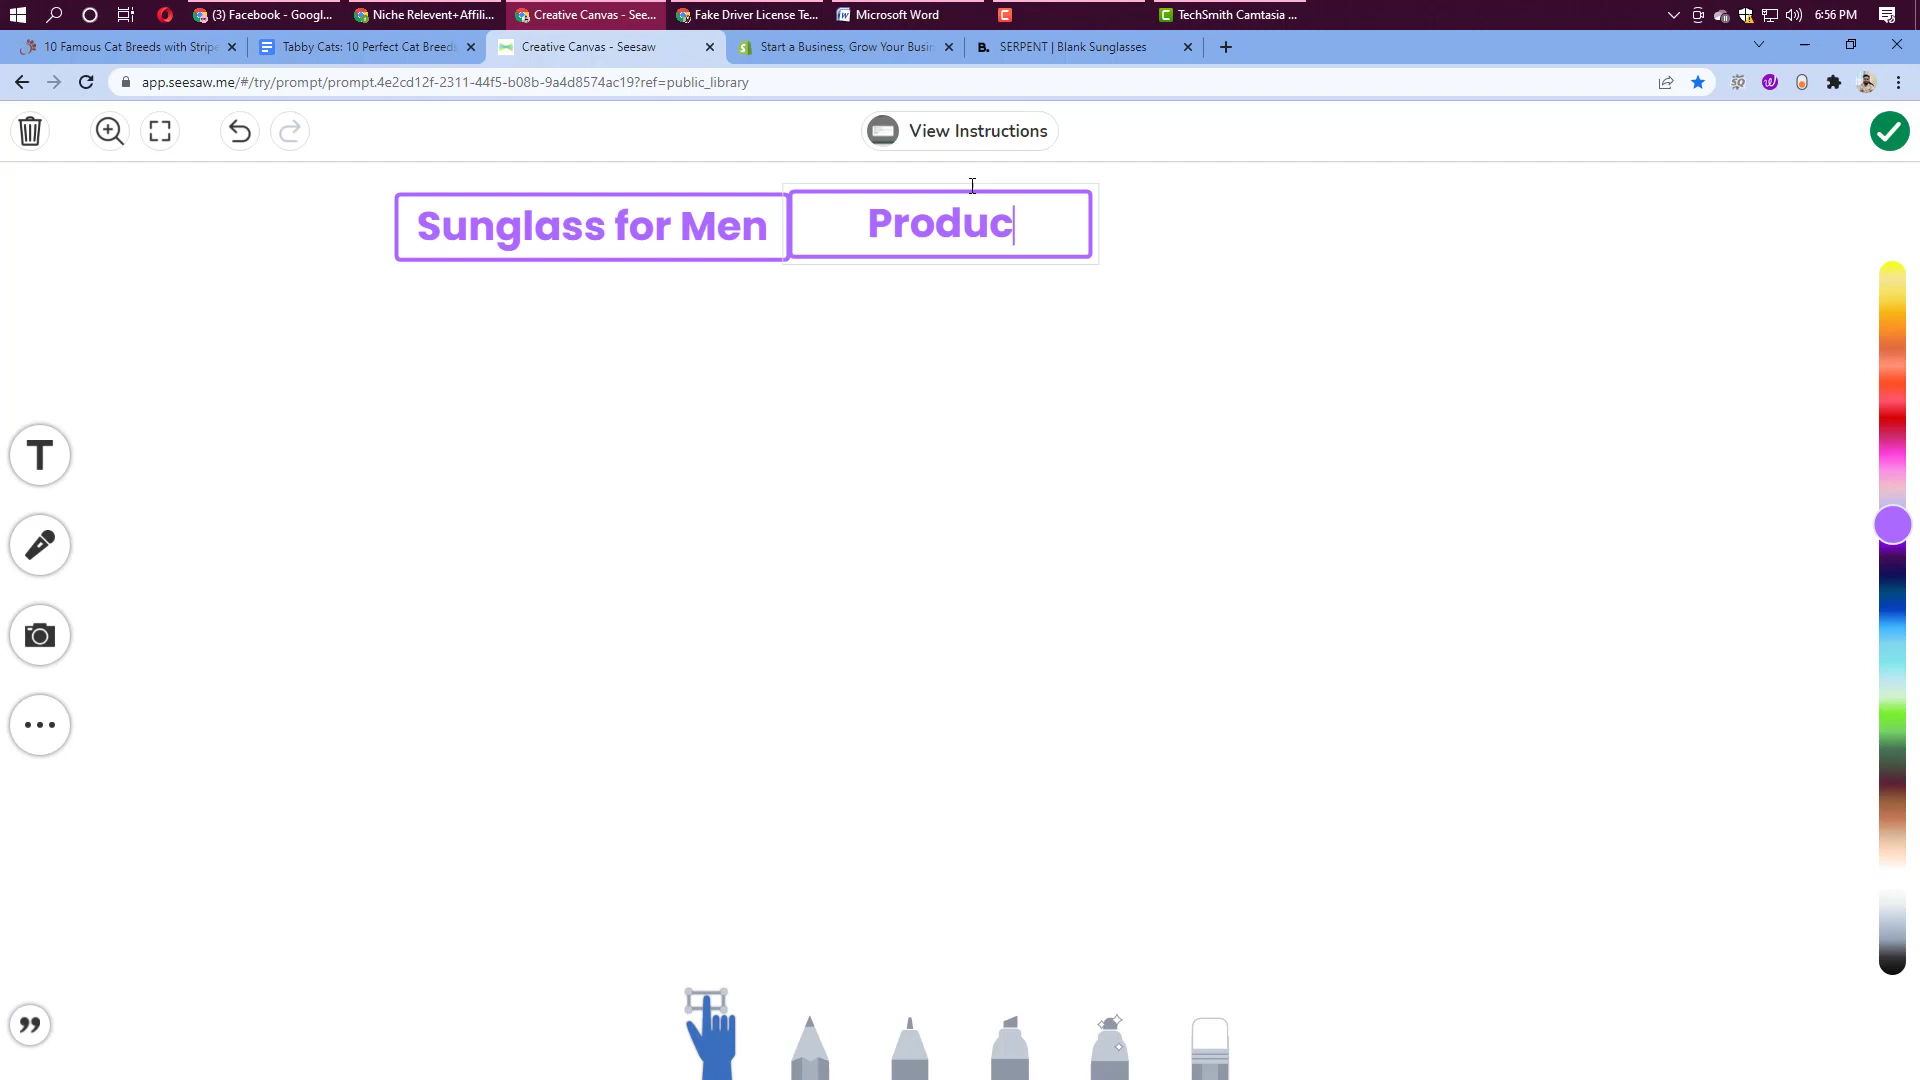 (3) Facebook - Googl...
Niche Relevent+Affili...
Creative Canvas - See...
Fake Driver License Te...
Microsoft Word
TechSmith Camtasia ...
6:56 PM
10 Famous Cat Breeds with Stripe
Tabby Cats: 10 Perfect Cat Breeds
Creative Canvas - Seesaw
Start a Business, Grow Your Busin
B. SERPENT | Blank Sunglasses
app.seesaw.me/#/try/prompt/prompt.4e2cd12f-2311-44f5-b08b-9a4d8574ac19?ref=public_library
View Instructions
Sunglass for Men
Produc
T